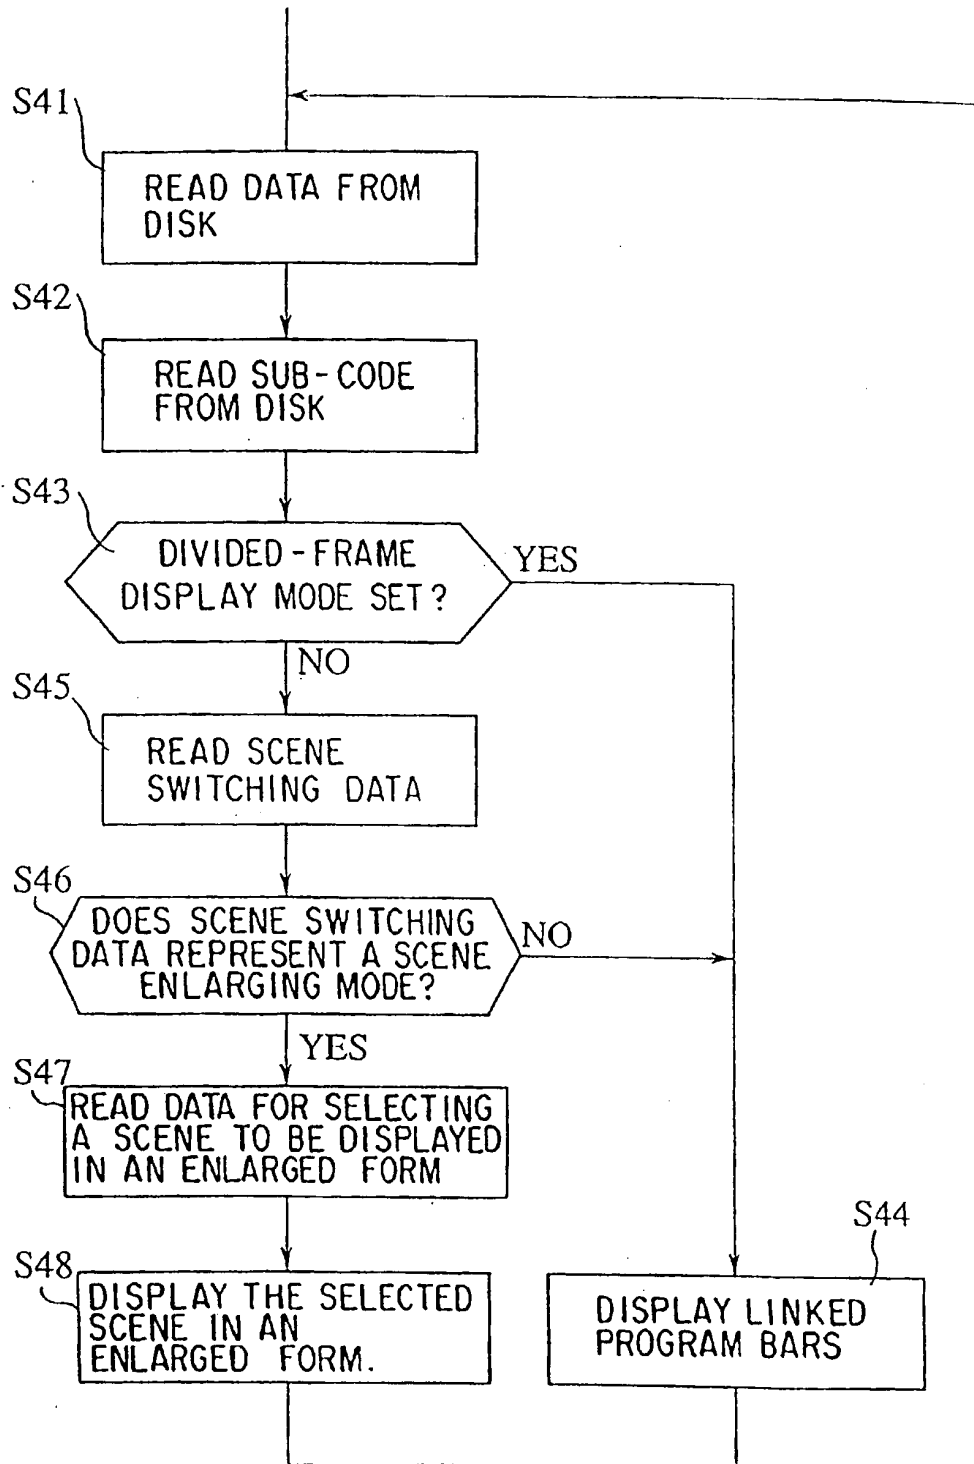 S41
READ DATA FROM
DISK
S42
READ SUB-CODE
FROM DISK
S43
DIVIDED-FRAME
DISPLAY MODE SET?
YES
NO
S45
READ SCENE
SWITCHING DATA
S46
DOES SCENE SWITCHING
DATA REPRESENT A SCENE
ENLARGING MODE?
NO
YES
S47
READ DATA FOR SELECTING
A SCENE TO BE DISPLAYED
IN AN ENLARGED FORM
S48
DISPLAY THE SELECTED
SCENE IN AN
ENLARGED FORM.
S44
DISPLAY LINKED
PROGRAM BARS